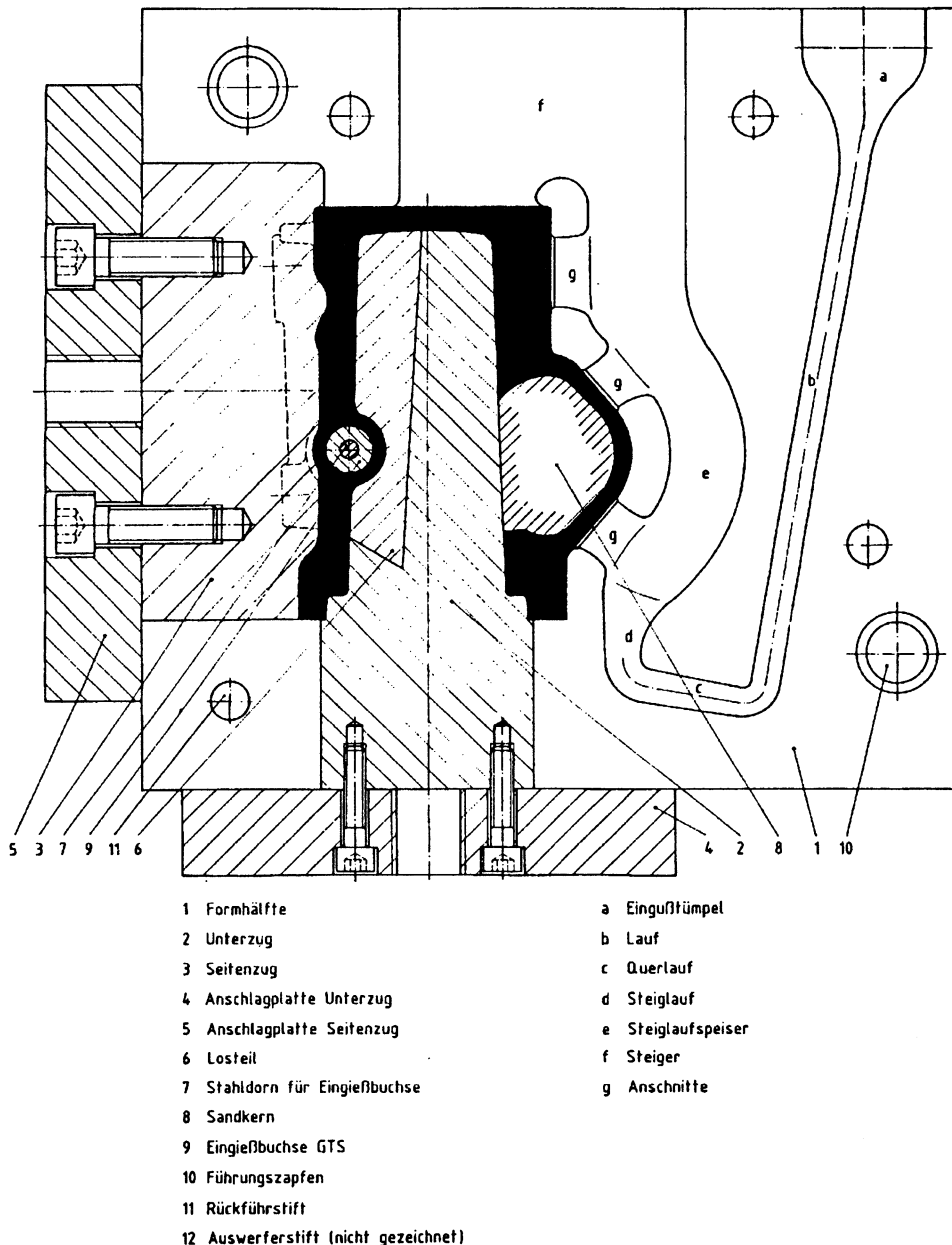 a
f
g
g
b
e
g
d
c
5 3 7 9 11 6 4 2 8 1 10
1 Formhälfte
2 Unterzug
3 Seitenzug
4 Anschlagplatte Unterzug
5 Anschlagplatte Seitenzug
6 Losteil
7 Stahldorn für Eingießbuchse
8 Sandkern
9 Eingießbuchse GTS
10 Führungszapfen
11 Rückführstift
12 Auswerferstift (nicht gezeichnet)
a Eingußtümpel
b Lauf
c Querlauf
d Steiglauf
e Steiglaufspeiser
f Steiger
g Anschnitte